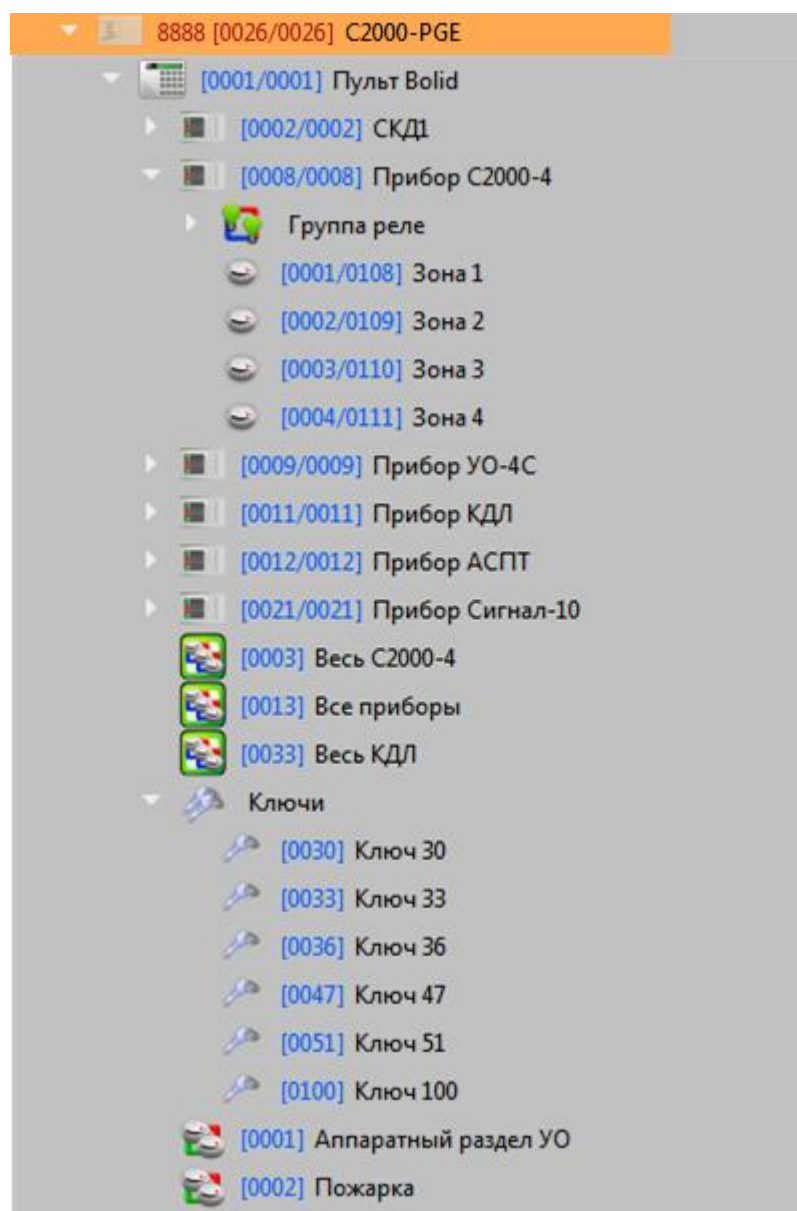 8888 [0026/0026] C2000-PGE
[0001/0001] Пульт Bolid
[0002/0002] СКД1
[0008/0008] Прибор С2000-4
Группа реле
[0001/0108] Зона 1
[0002/0109] Зона 2
[0003/0110] Зона 3
[0004/0111] Зона 4
[0009/0009] Прибор УО-4С
[0011/0011] Прибор КДЛ
[0012/0012] Прибор АСПТ
[0021/0021] Прибор Сигнал-10
[0003] Весь С2000-4
[0013] Все приборы
[0033] Весь КДЛ
Ключи
[0030] Ключ 30
[0033] Ключ 33
[0036] Ключ 36
[0047] Ключ 47
[0051] Ключ 51
[0100] Ключ 100
[0001] Аппаратный раздел УО
[0002] Пожарка